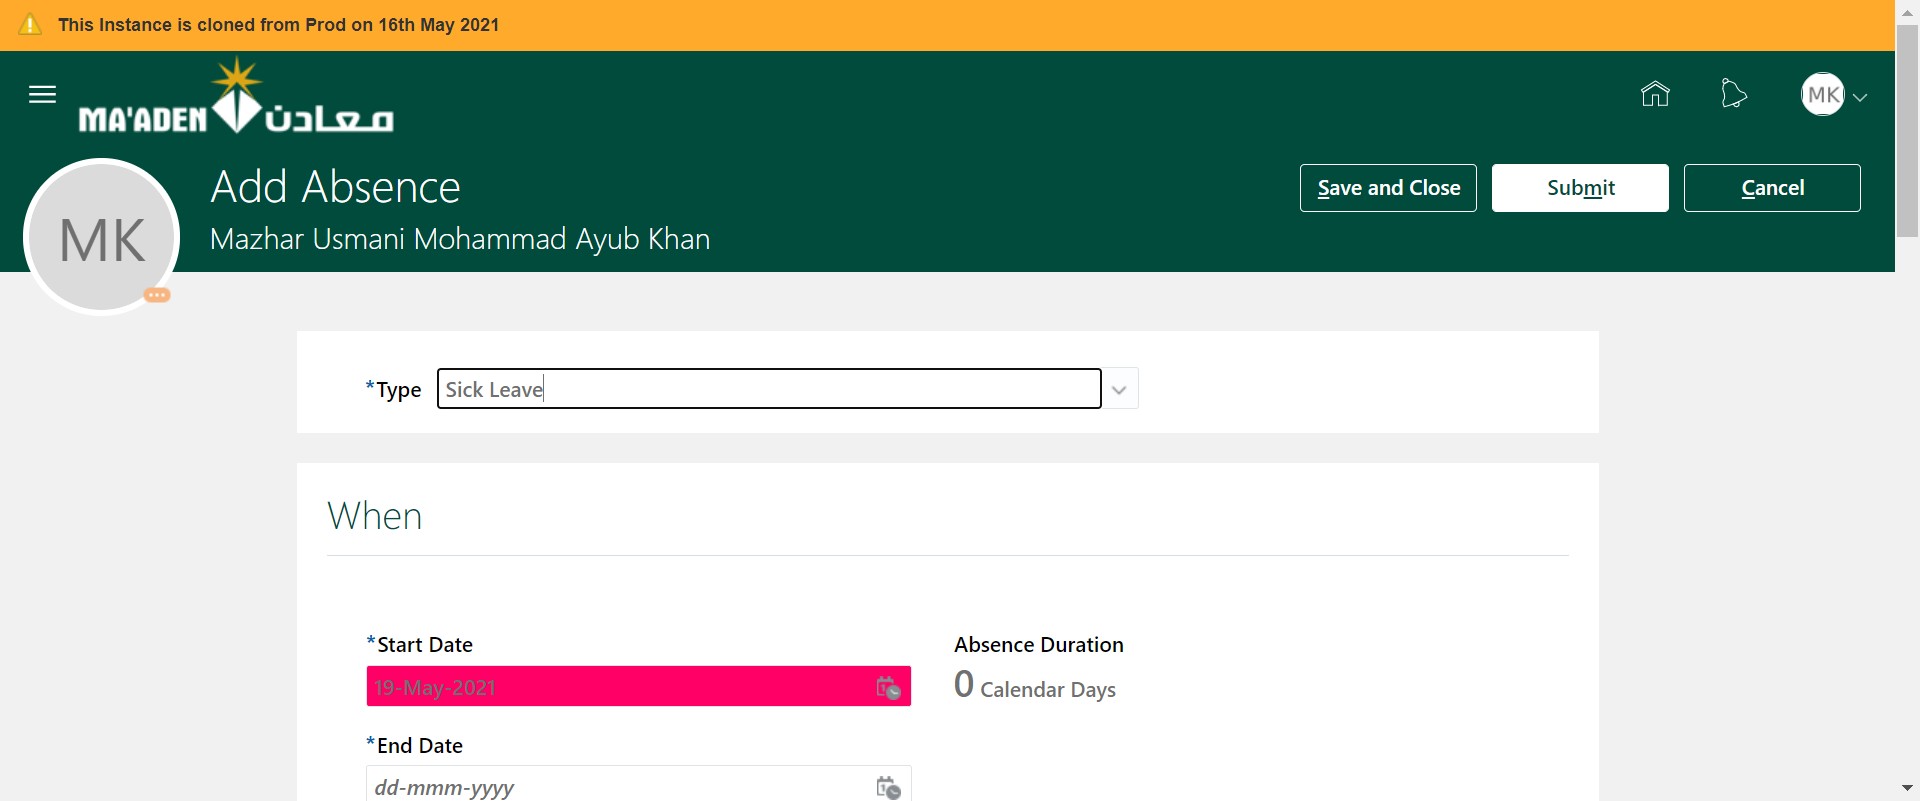 This Instance is cloned from Prod on 16th May 2021
MA'ADEN معادن
MK
MK
Add Absence
Mazhar Usmani Mohammad Ayub Khan
Save and Close
Submit
Cancel
*Type
Sick Leave
When
*Start Date
19-May-2021
Absence Duration
0 Calendar Days
*End Date
dd-mmm-yyyy